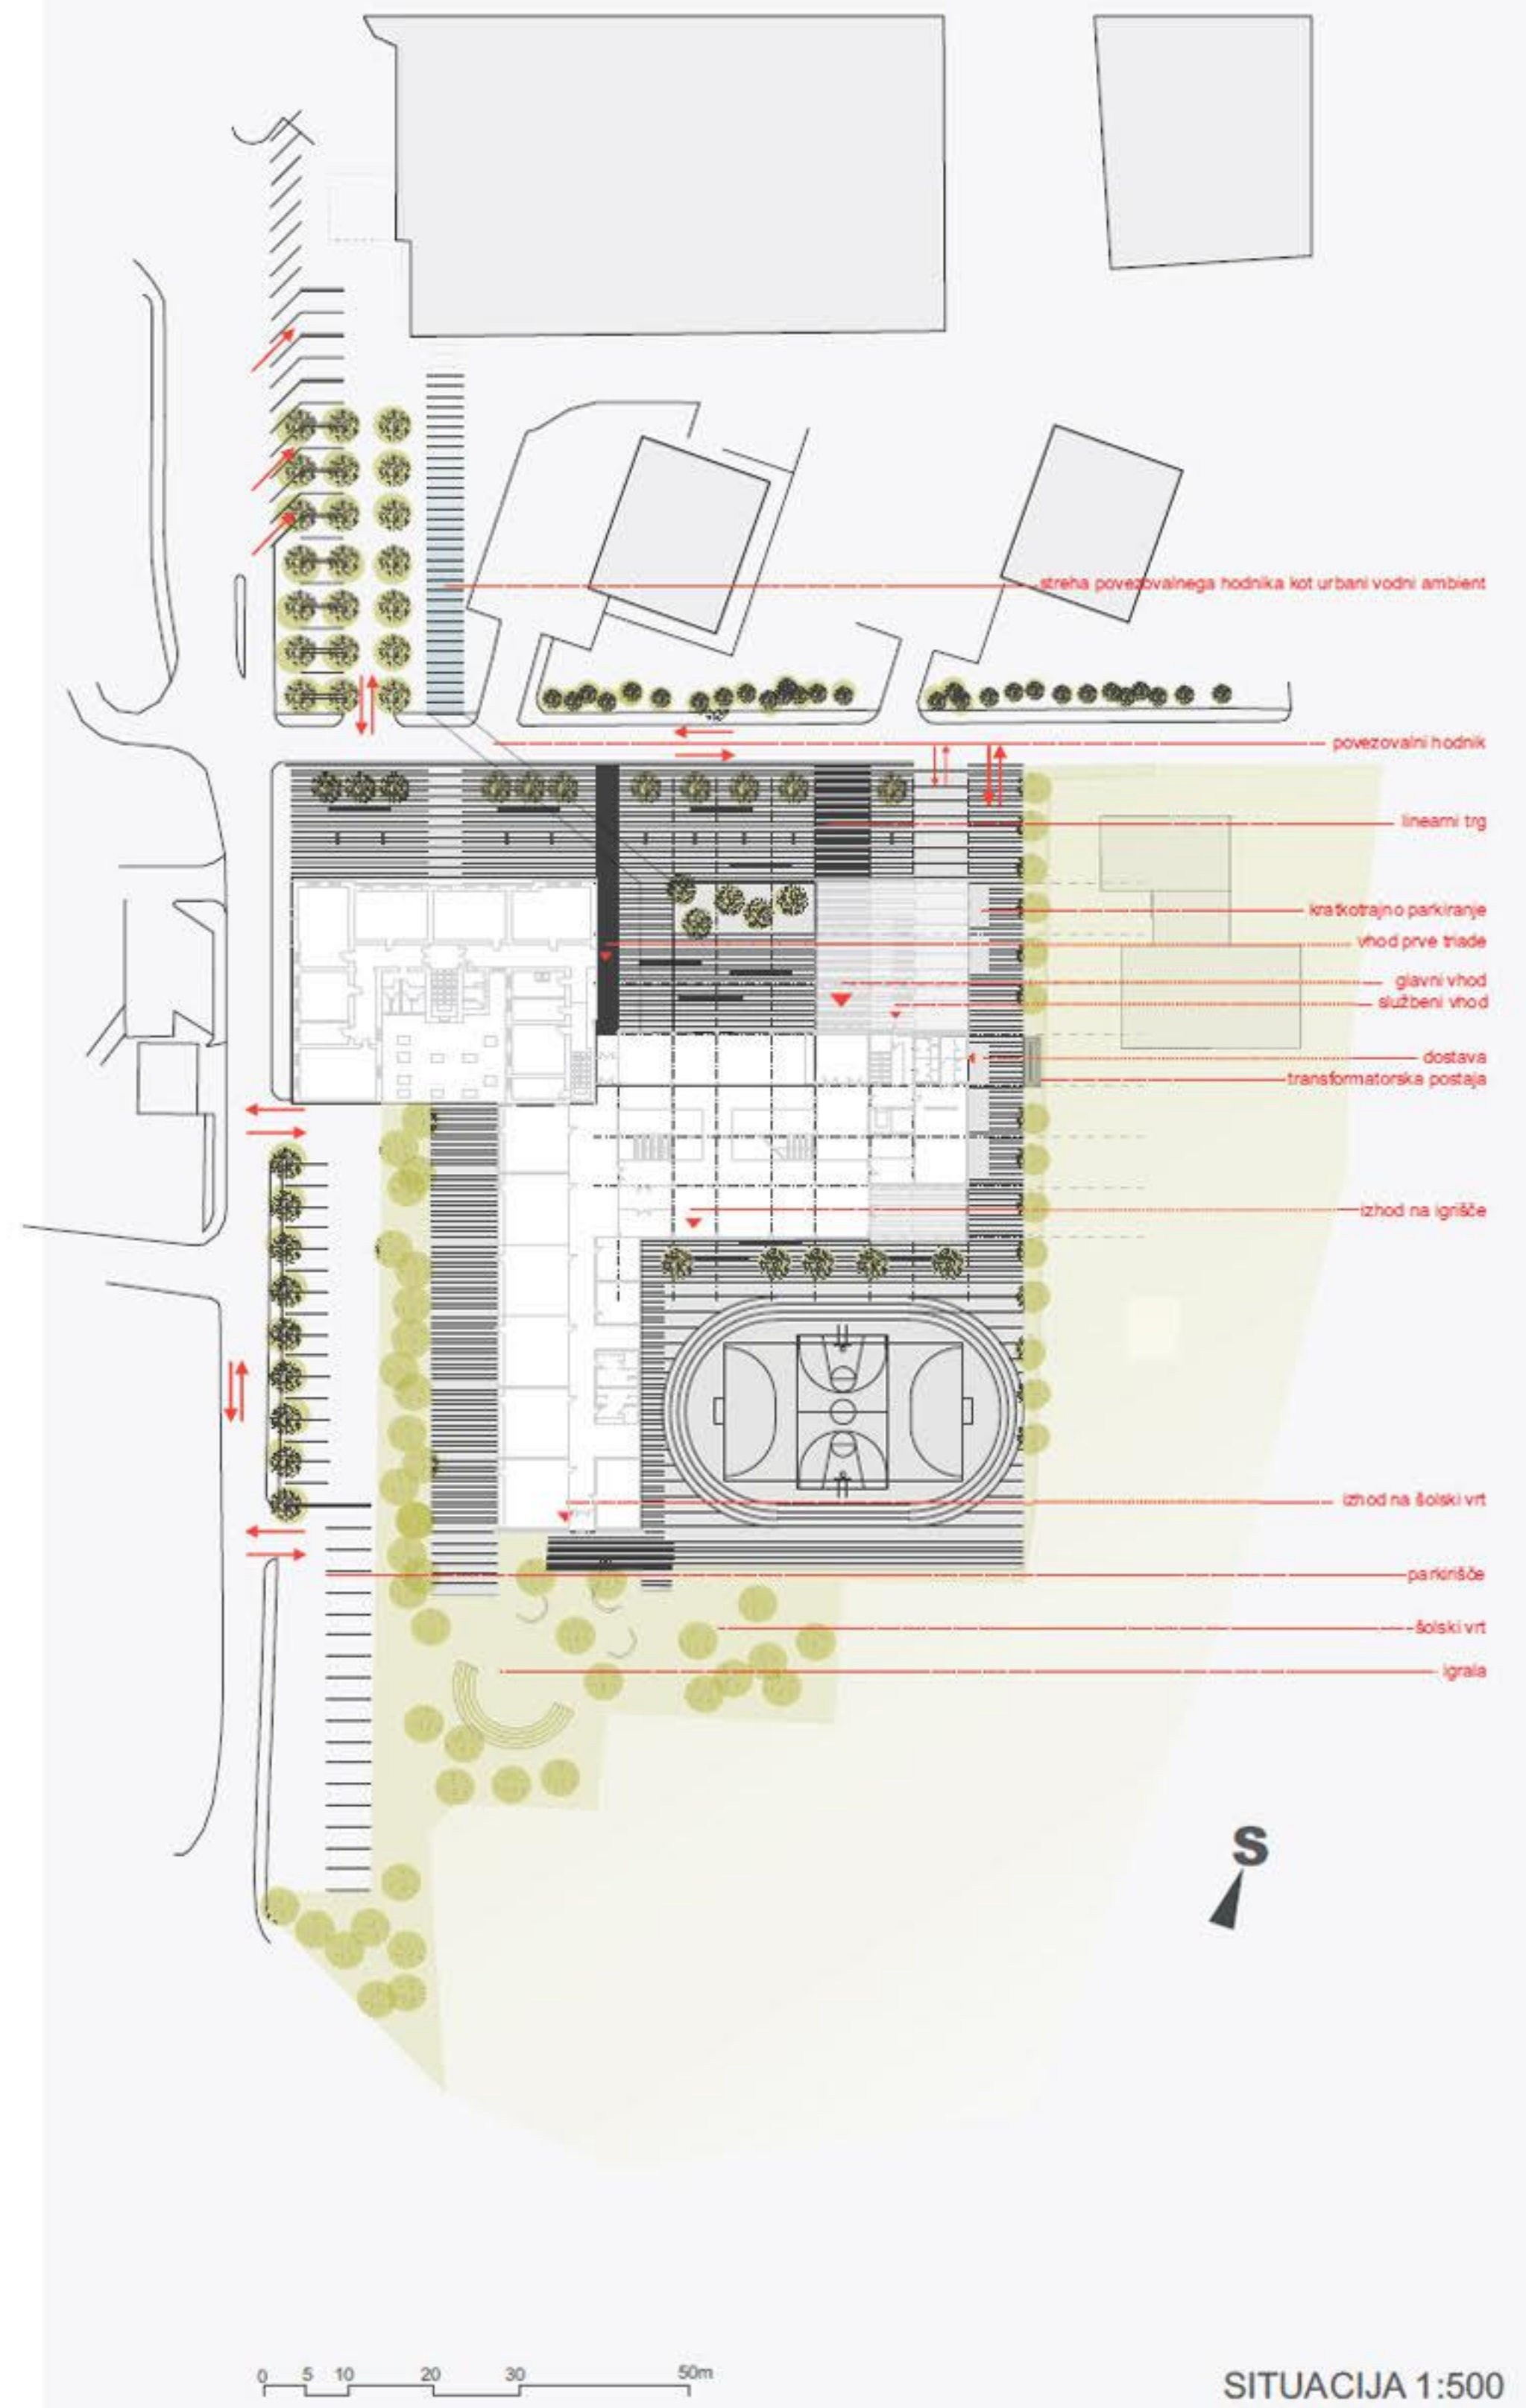 streha povezovalnega hodnika kot urbani vodni ambient
povezovalni hodnik
linearni trg
kratkotrajno parkiranje
vhod prve triade
glavni vhod
službeni vhod
dostava
transformatorska postaja
izhod na igrišče
izhod na šolski vrt
parkirišče
šolski vrt
igrala
S
0 5 10 20 30 50m
SITUACIJA 1:500